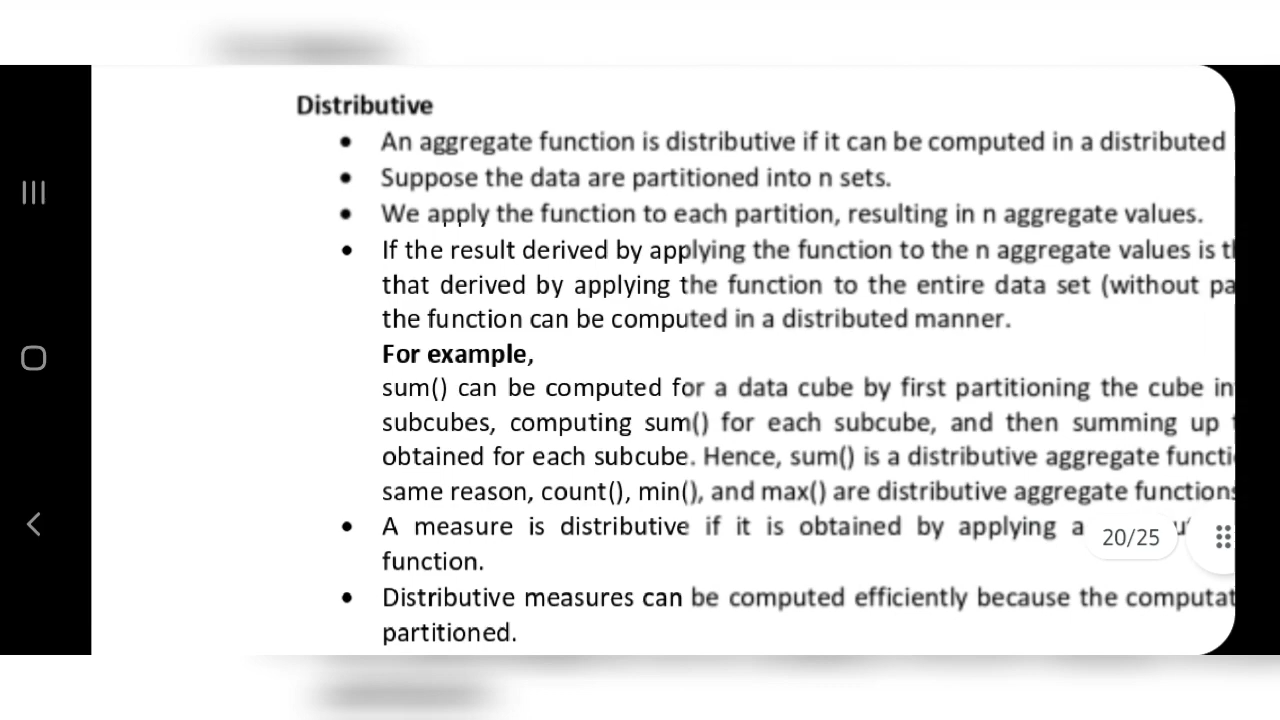 Distributive
• An aggregate function is distributive if it can be computed in a distributed
• Suppose the data are partitioned into n sets.
• We apply the function to each partition, resulting in n aggregate values.
• If the result derived by applying the function to the n aggregate values is
that derived by applying the function to the entire data set (without
the function can be computed in a distributed manner.
For example,
sum() can be computed for a data cube by first partitioning the cube
subcubes, computing sum() for each subcube, and then summing up
obtained for each subcube. Hence, sum() is a distributive aggregate
same reason, count(), min(), and max() are distributive aggregate functions
• A measure is distributive if it is obtained by applying a
20/25
function.
• Distributive measures can be computed efficiently because the
partitioned.